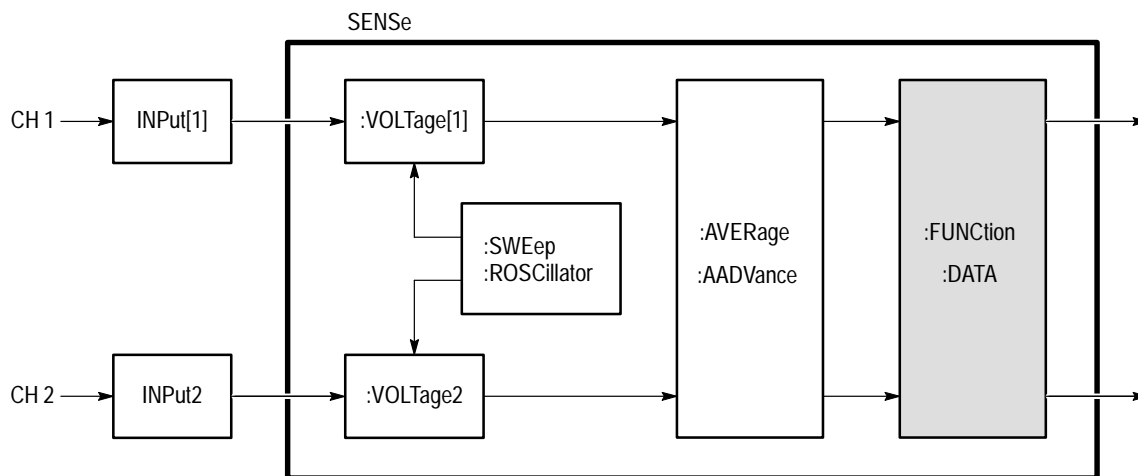 SENSe
CH 1
INPut[1]
:VOLTage[1]
:SWEep
:ROSCillator
:AVERage
:AADVance
:FUNCtion
:DATA
CH 2
INPut2
:VOLTage2